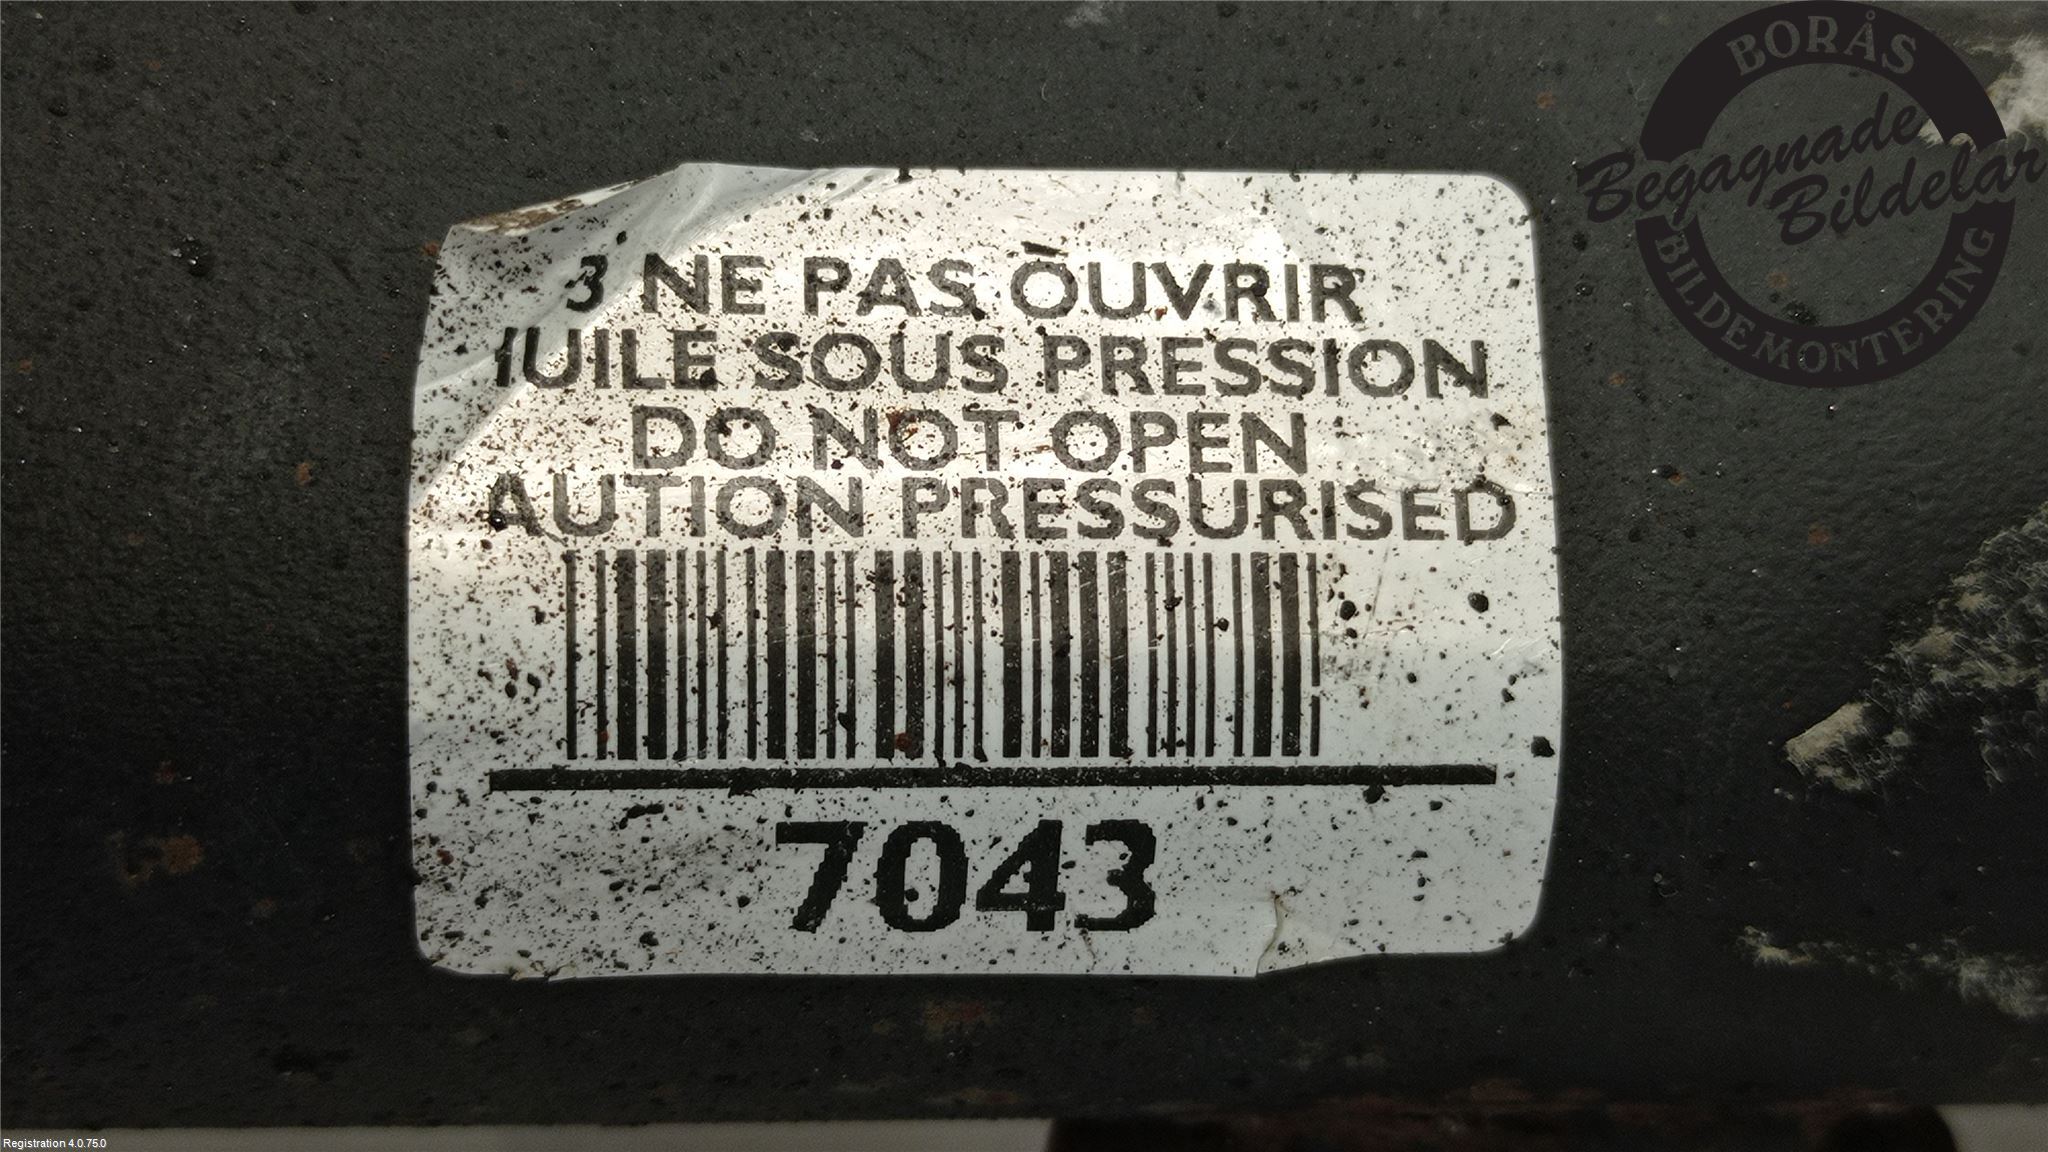 BORÅS
Begagnade
Bildelar
BILDEMONTERING
3 NE PAS OUVRIR
HUILE SOUS PRESSION
DO NOT OPEN
AUTION PRESSURISED
7043
Registration 4.0.75.0